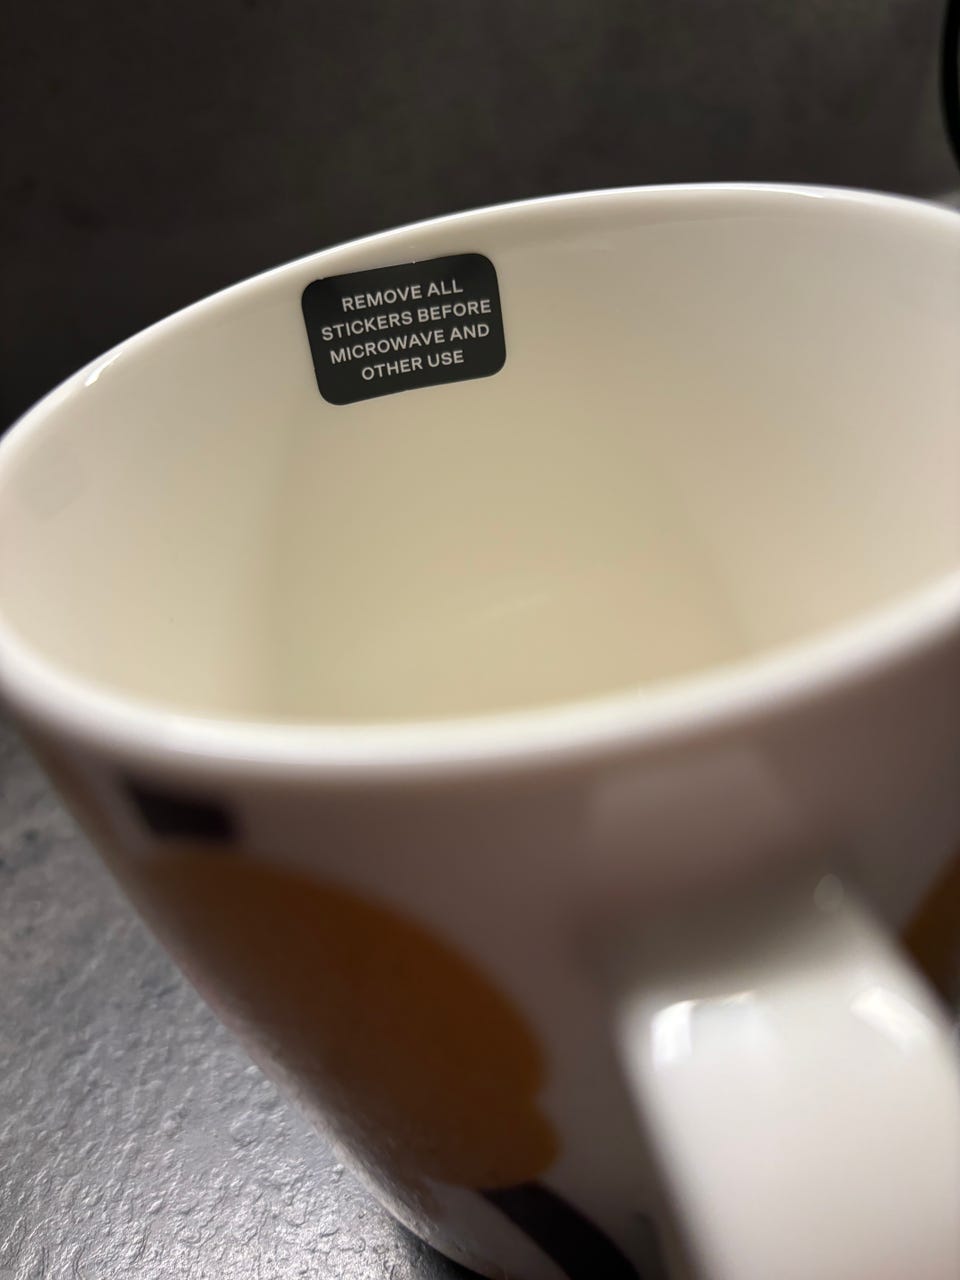 REMOVE ALL
STICKERS BEFORE
MICROWAVE AND
OTHER USE